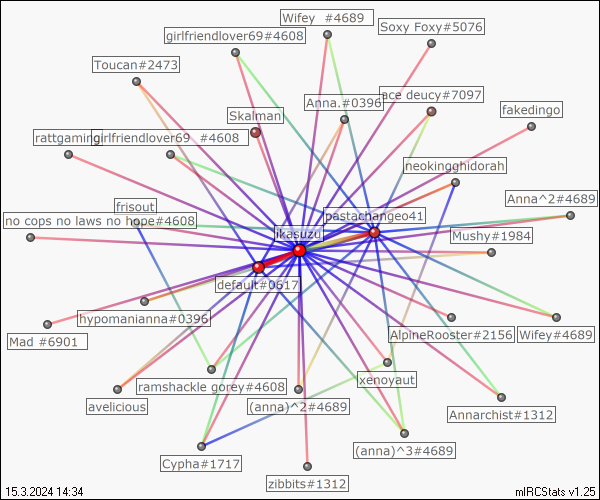 Wifey #4689
girlfriendlover69#4608
Soxy Foxy#5076
Toucan#2473
ace deucy#7097
Anna.#0396
Skalman
fakedingo
rattgaming
girlfriendlover69 #4608
neokingghidorah
Anna^2#4689
frisout
no cops no laws no hope#4608
pastachangeo41
ikasuzu
Mushy#1984
default#0617
hypomanianna#0396
Mad #6901
AlpineRooster#2156
Wifey#4689
ramshackle gorey#4608
xenoyaut
avelicious
(anna)^2#4689
Annarchist#1312
(anna)^3#4689
Cypha#1717
zibbits#1312
15.3.2024 14:34
mIRCStats v1.25